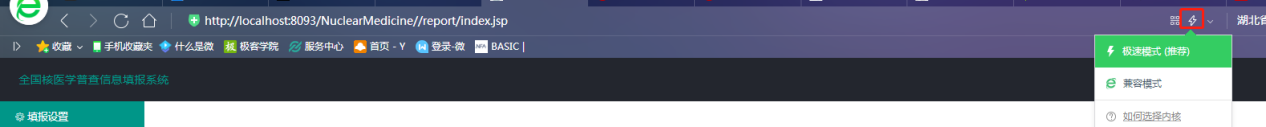 http://localhost:8093/NuclearMedicine//report/index.jsp
湖北省
收藏 手机收藏夹 什么是微 极客学院 服务中心 首页 - Y 登录-微 BASIC |
极速模式 (推荐)
全国核医学普查信息填报系统
兼容模式
填报设置
如何选择内核